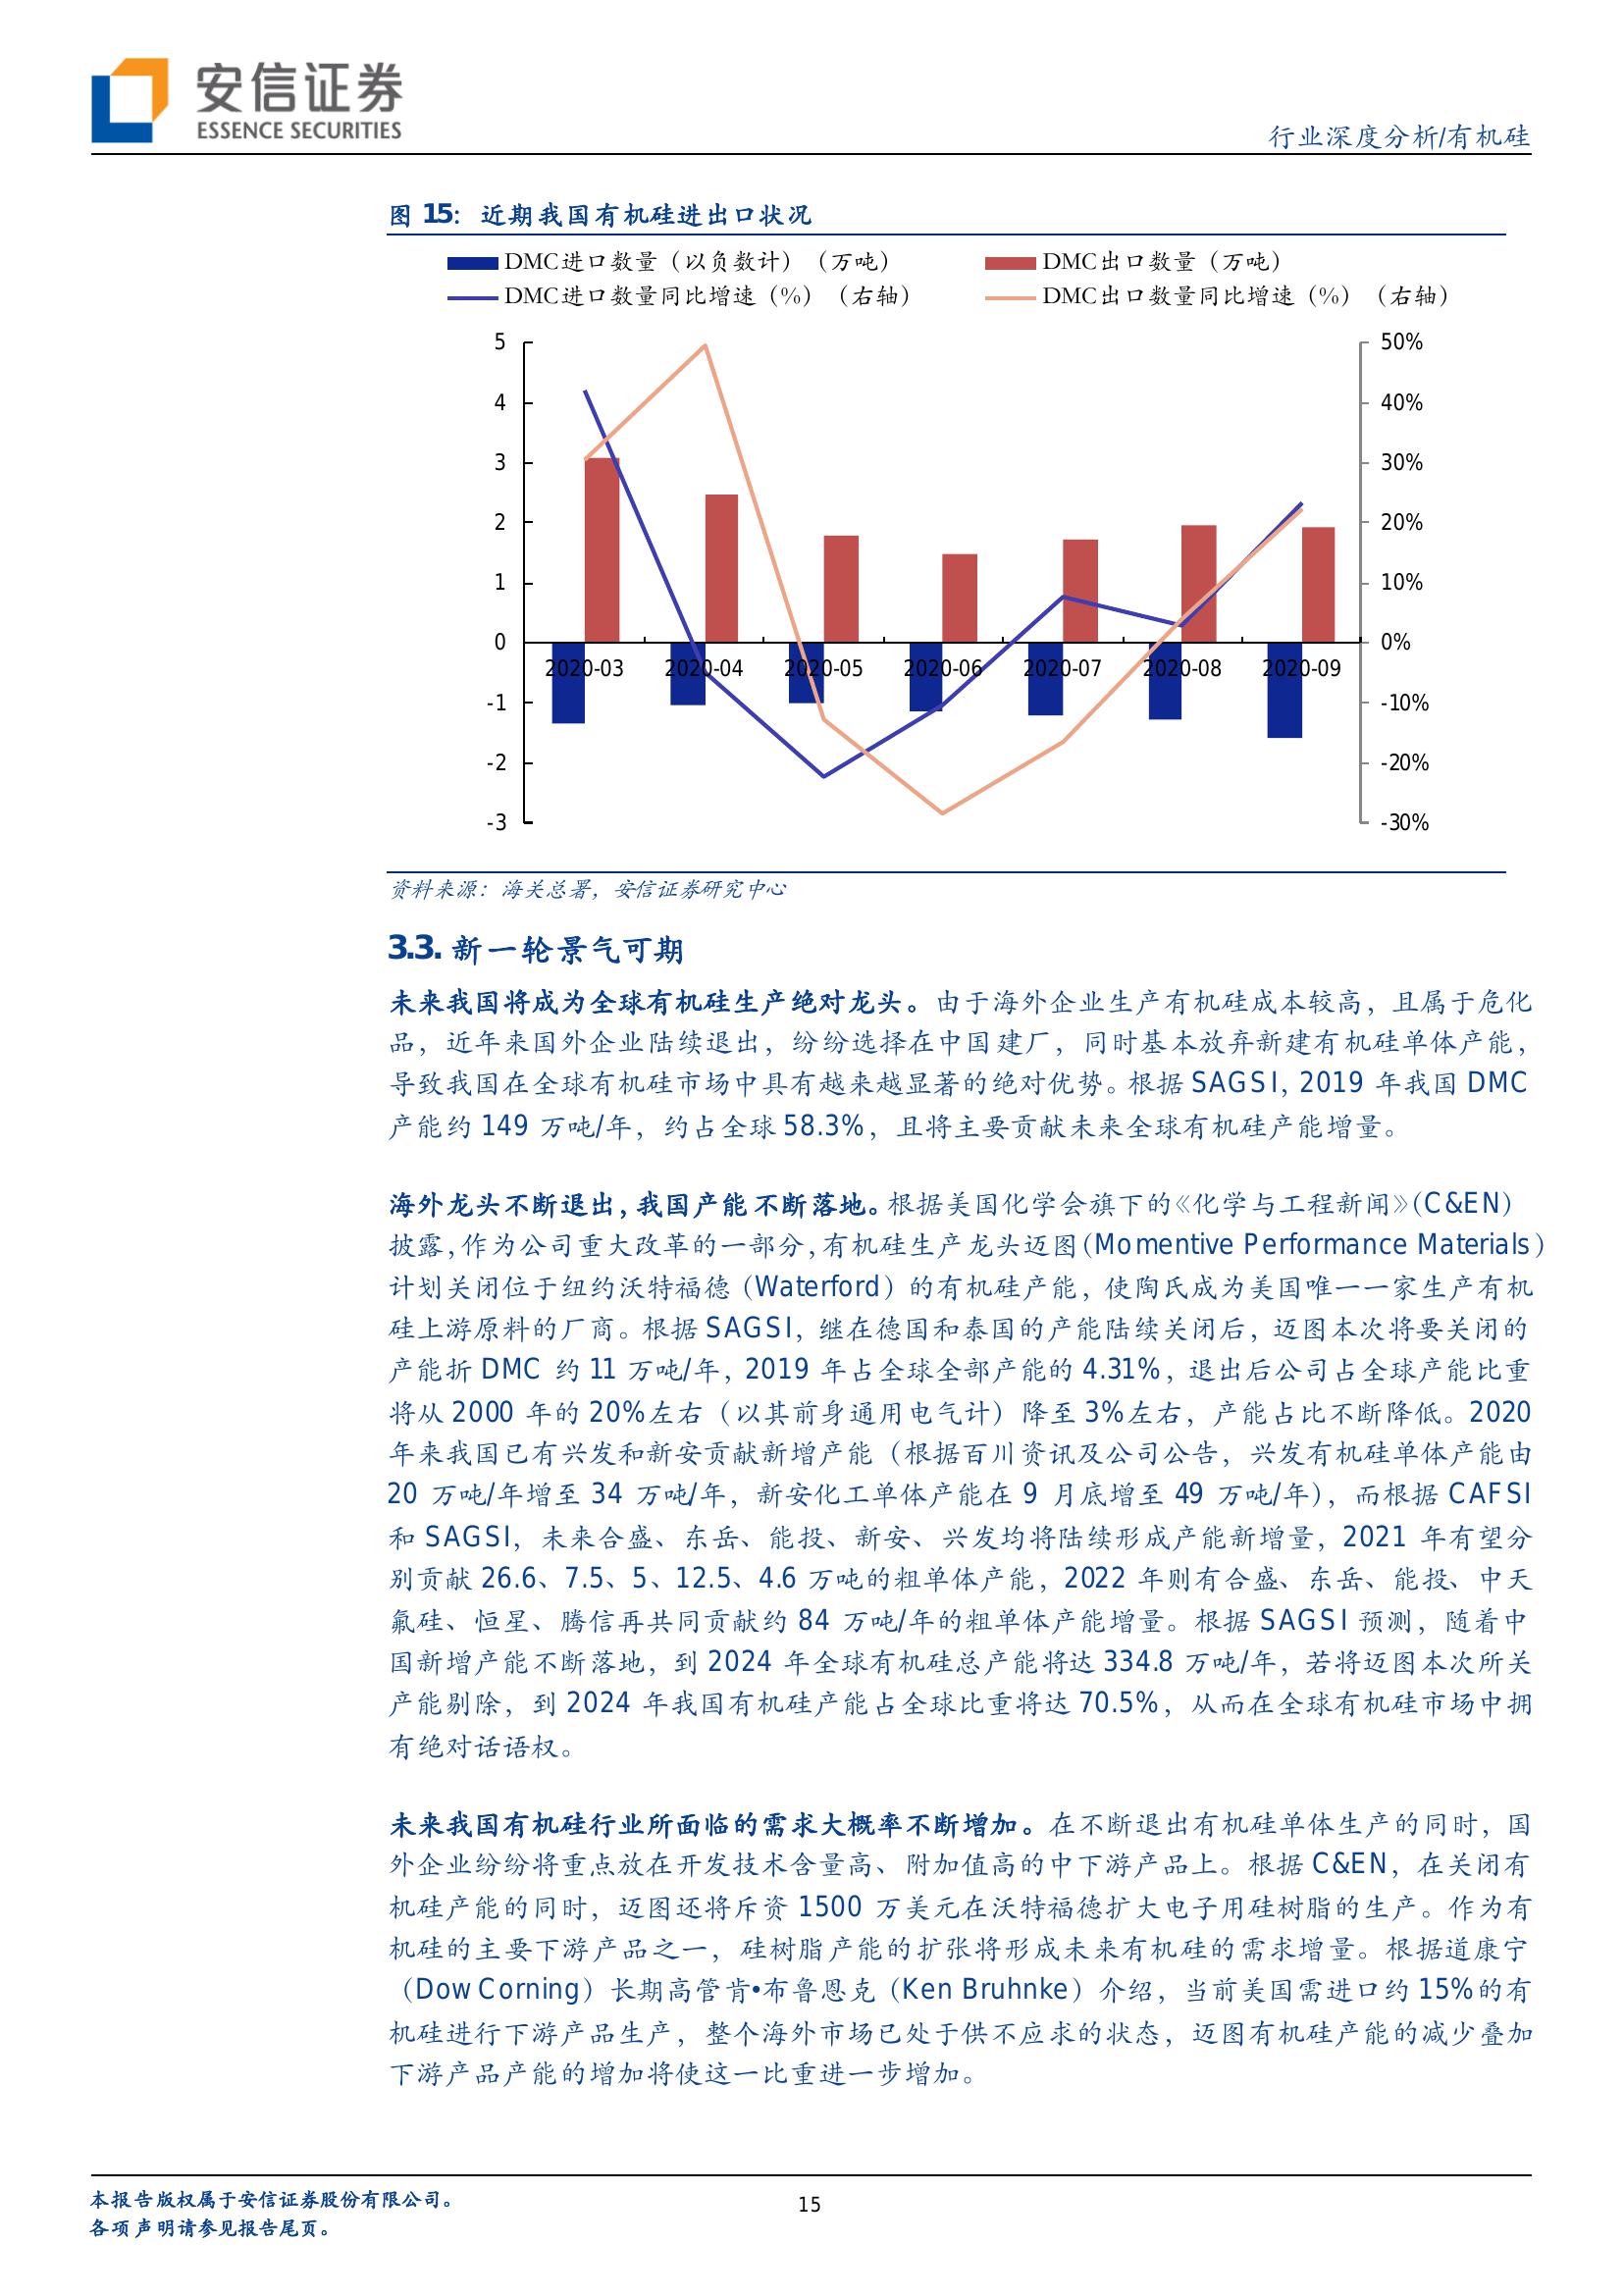 安信证券
ESSENCE SECURITIES
行业深度分析/有机硅
图 15：近期我国有机硅进出口状况
DMC进口数量（以负数计）（万吨）
DMC出口数量（万吨）
DMC进口数量同比增速（%）（右轴）
DMC出口数量同比增速（%）（右轴）
5
4
3
2
1
0
-1
-2
-3
50%
40%
30%
20%
10%
0%
-10%
-20%
-30%
2020-03 2020-04 2020-05 2020-06 2020-07 2020-08 2020-09
资料来源：海关总署，安信证券研究中心
3.3. 新一轮景气可期
未来我国将成为全球有机硅生产绝对龙头。由于海外企业生产有机硅成本较高，且属于危化
品，近年来国外企业陆续退出，纷纷选择在中国建厂，同时基本放弃新建有机硅单体产能，
导致我国在全球有机硅市场中具有越来越显著的绝对优势。根据 SAGSI，2019 年我国 DMC
产能约 149 万吨/年，约占全球 58.3%，且将主要贡献未来全球有机硅产能增量。
海外龙头不断退出，我国产能不断落地。根据美国化学会旗下的《化学与工程新闻》（C&EN）
披露，作为公司重大改革的一部分，有机硅生产龙头迈图（Momentive Performance Materials）
计划关闭位于纽约沃特福德（Waterford）的有机硅产能，使陶氏成为美国唯一一家生产有机
硅上游原料的厂商。根据 SAGSI，继在德国和泰国的产能陆续关闭后，迈图本次将要关闭的
产能折 DMC 约 11 万吨/年，2019 年占全球全部产能的 4.31%，退出后公司占全球产能比重
将从 2000 年的 20%左右（以其前身通用电气计）降至 3%左右，产能占比不断降低。2020
年来我国已有兴发和新安贡献新增产能（根据百川资讯及公司公告，兴发有机硅单体产能由
20 万吨/年增至 34 万吨/年，新安化工单体产能在 9 月底增至 49 万吨/年），而根据 CAFSI
和 SAGSI，未来合盛、东岳、能投、新安、兴发均将陆续形成产能新增量，2021 年有望分
别贡献 26.6、7.5、5、12.5、4.6 万吨的粗单体产能，2022 年则有合盛、东岳、能投、中天
氟硅、恒星、腾信再共同贡献约 84 万吨/年的粗单体产能增量。根据 SAGSI 预测，随着中
国新增产能不断落地，到 2024 年全球有机硅总产能将达 334.8 万吨/年，若将迈图本次所关
产能剔除，到 2024 年我国有机硅产能占全球比重将达 70.5%，从而在全球有机硅市场中拥
有绝对话语权。
未来我国有机硅行业所面临的需求大概率不断增加。在不断退出有机硅单体生产的同时，国
外企业纷纷将重点放在开发技术含量高、附加值高的中下游产品上。根据 C&EN，在关闭有
机硅产能的同时，迈图还将斥资 1500 万美元在沃特福德扩大电子用硅树脂的生产。作为有
机硅的主要下游产品之一，硅树脂产能的扩张将形成未来有机硅的需求增量。根据道康宁
（Dow Corning）长期高管肯•布鲁恩克（Ken Bruhnke）介绍，当前美国需进口约 15%的有
机硅进行下游产品生产，整个海外市场已处于供不应求的状态，迈图有机硅产能的减少叠加
下游产品产能的增加将使这一比重进一步增加。
本报告版权属于安信证券股份有限公司。
各项声明请参见报告尾页。
15